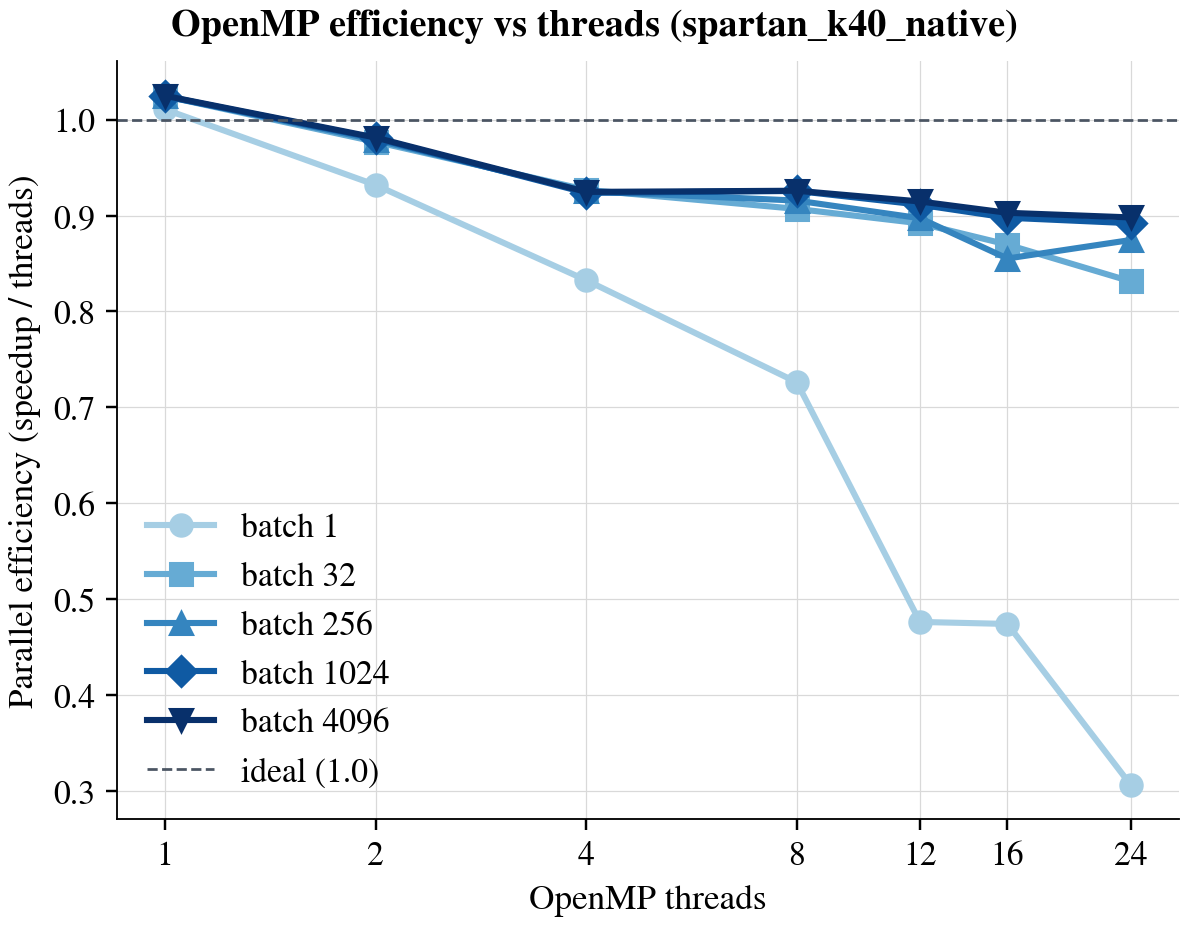 OpenMP efficiency vs threads (spartan_k40_native)
Parallel efficiency (speedup / threads)
1.0
0.9
0.8
0.7
0.6
0.5
0.4
0.3
batch 1
batch 32
batch 256
batch 1024
batch 4096
ideal (1.0)
1 2 4 8 12 16 24
OpenMP threads